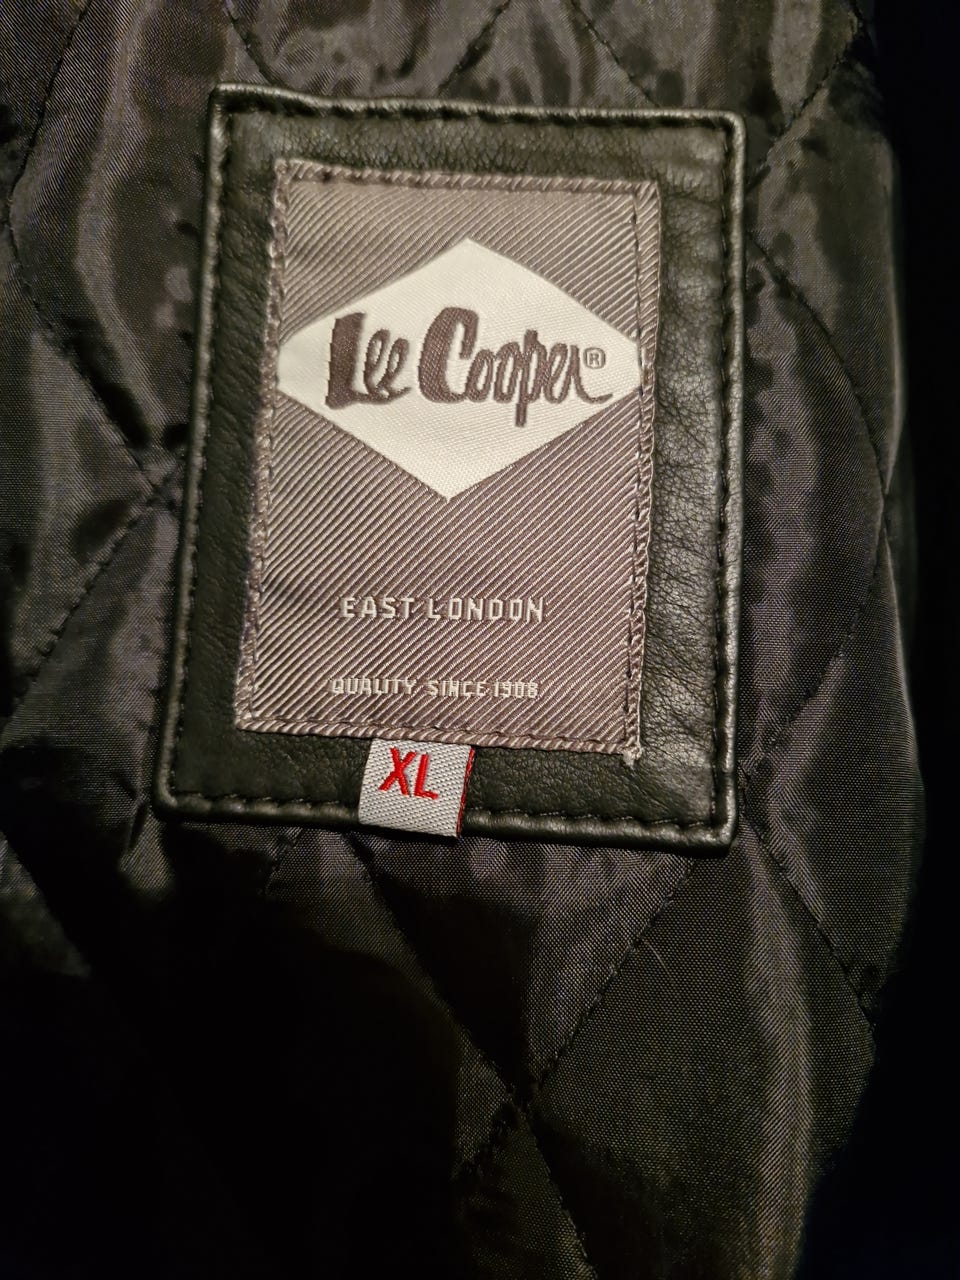 Lee Cooper®
EAST LONDON
QUALITY SINCE 1908
XL